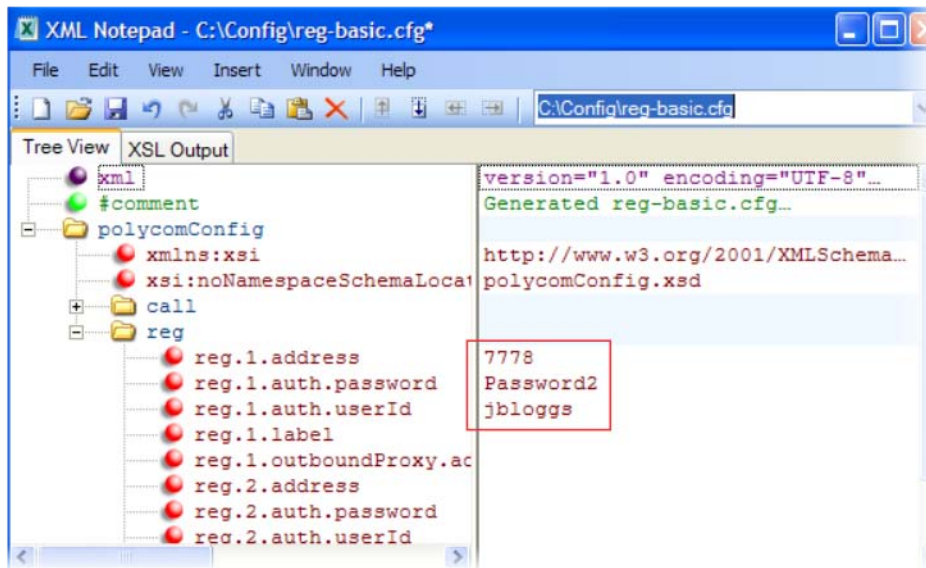 XML Notepad - C:\Config\reg-basic.cfg*
File Edit View Insert Window Help
C:\Config\reg-basic.cfg
Tree View XSL Output
xml version="1.0" encoding="UTF-8"…
#comment Generated reg-basic.cfg…
polycomConfig
xmlns:xsi http://www.w3.org/2001/XMLSchema…
xsi:noNamespaceSchemaLocat polycomConfig.xsd
call
reg
reg.1.address 7778
reg.1.auth.password Password2
reg.1.auth.userId jbloggs
reg.1.label
reg.1.outboundProxy.ad
reg.2.address
reg.2.auth.password
reg.2.auth.userId